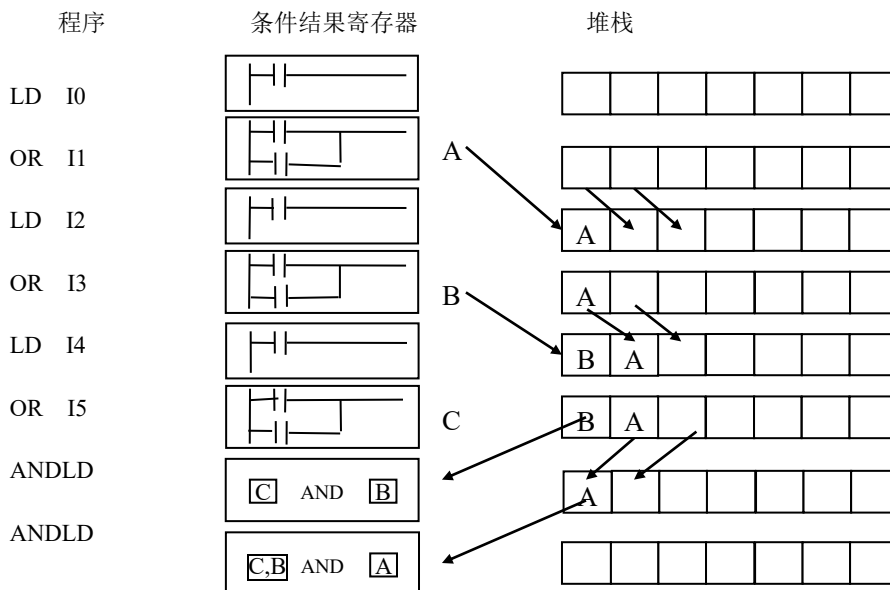 程序 条件结果寄存器 堆栈
LD I0
OR I1 A
LD I2 A
OR I3 B A
LD I4 B A
OR I5 C B A
ANDLD C AND B A
ANDLD C,B AND A